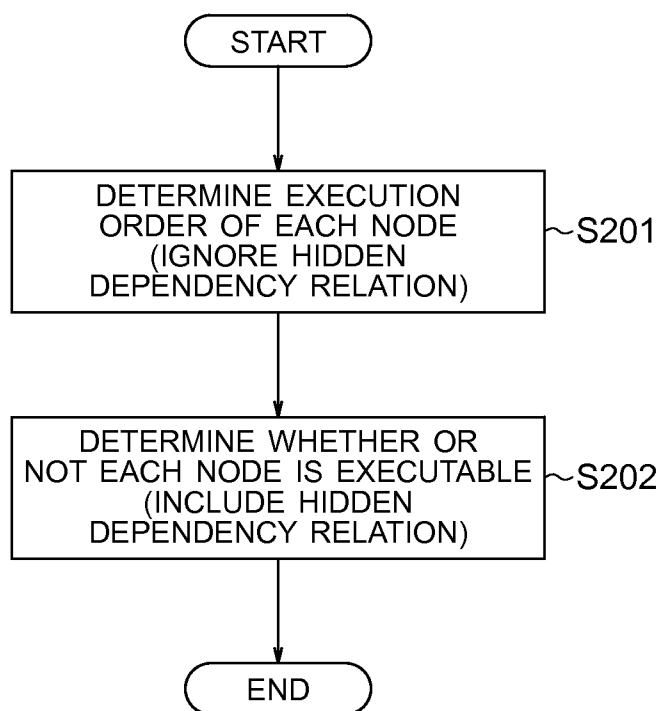 START
DETERMINE EXECUTION
ORDER OF EACH NODE
(IGNORE HIDDEN
DEPENDENCY RELATION)
S201
DETERMINE WHETHER OR
NOT EACH NODE IS EXECUTABLE
(INCLUDE HIDDEN
DEPENDENCY RELATION)
S202
END